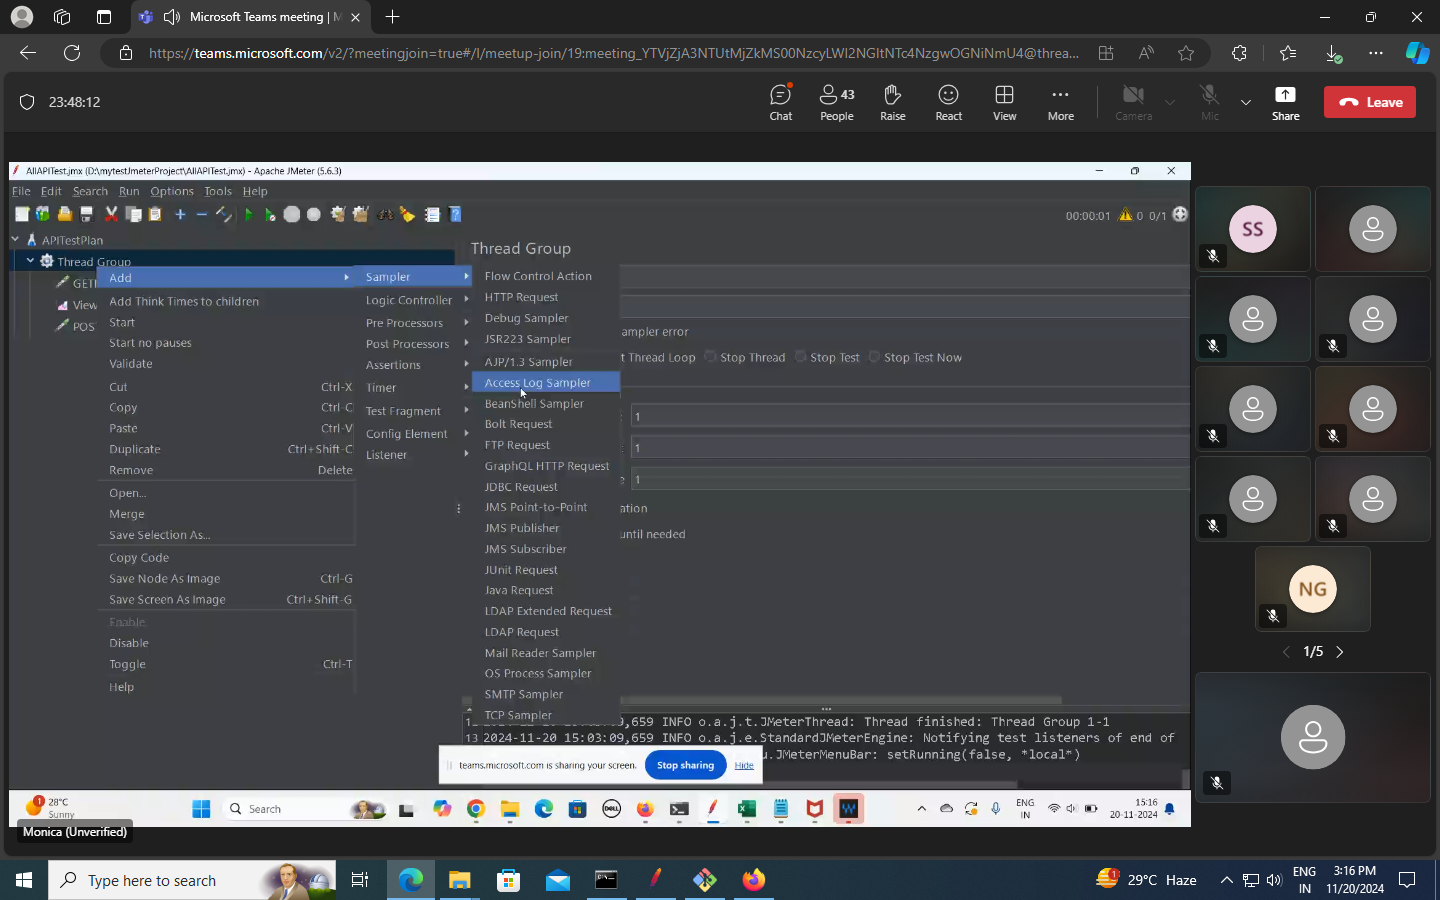 Microsoft Teams meeting | M
https://teams.microsoft.com/v2/?meetingjoin=true#/l/meetup-join/19:meeting_YTVjZjA3NTUtMjZkMS00NzcyLWI2NGItNTc4NzgwOGNiNmU4@threa...
23:48:12
Chat
43
People
Raise
React
View
More
Camera
Mic
Share
Leave
AllAPITest.jmx (D:\mytestJmeterProject\AllAPITest.jmx) - Apache JMeter (5.6.3)
File Edit Search Run Options Tools Help
00:00:01 0 0/1
APITestPlan
Thread Group
GET
View
POS
Add
Add Think Times to children
Start
Start no pauses
Validate
Cut Ctrl-X
Copy Ctrl-C
Paste Ctrl-V
Duplicate Ctrl+Shift-C
Remove Delete
Open...
Merge
Save Selection As...
Copy Code
Save Node As Image Ctrl-G
Save Screen As Image Ctrl+Shift-G
Enable
Disable
Toggle Ctrl-T
Help
Sampler
Logic Controller
Pre Processors
Post Processors
Assertions
Timer
Test Fragment
Config Element
Listener
Thread Group
Flow Control Action
HTTP Request
Debug Sampler
JSR223 Sampler
AJP/1.3 Sampler
Access Log Sampler
BeanShell Sampler
Bolt Request
FTP Request
GraphQL HTTP Request
JDBC Request
JMS Point-to-Point
JMS Publisher
JMS Subscriber
JUnit Request
Java Request
LDAP Extended Request
LDAP Request
Mail Reader Sampler
OS Process Sampler
SMTP Sampler
TCP Sampler
ampler error
t Thread Loop Stop Thread Stop Test Stop Test Now
1
1
1
ation
until needed
,659 INFO o.a.j.t.JMeterThread: Thread finished: Thread Group 1-1
13 2024-11-20 15:03:09,659 INFO o.a.j.e.StandardJMeterEngine: Notifying test listeners of end of
u.JMeterMenuBar: setRunning(false, *local*)
teams.microsoft.com is sharing your screen.
Stop sharing
Hide
1
28°C
Sunny
Search
DELL
W
ENG
IN
15:16
20-11-2024
Monica (Unverified)
SS
NG
1/5
Type here to search
1
29°C Haze
ENG
IN
3:16 PM
11/20/2024